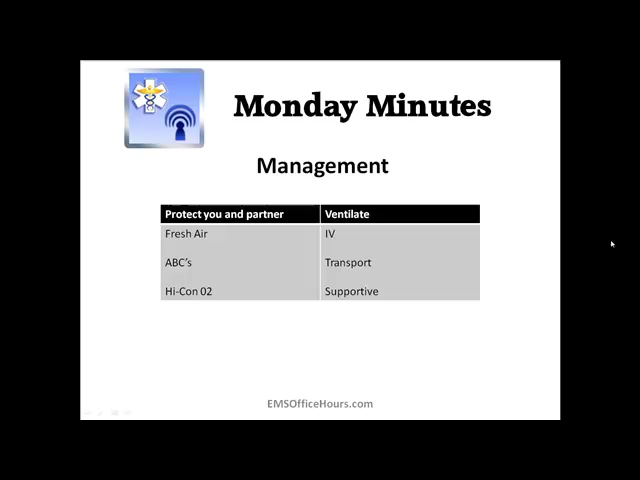 Monday Minutes
Management
Protect you and partner Ventilate
Fresh Air IV
ABC's Transport
Hi-Con 02 Supportive
EMSOfficeHours.com